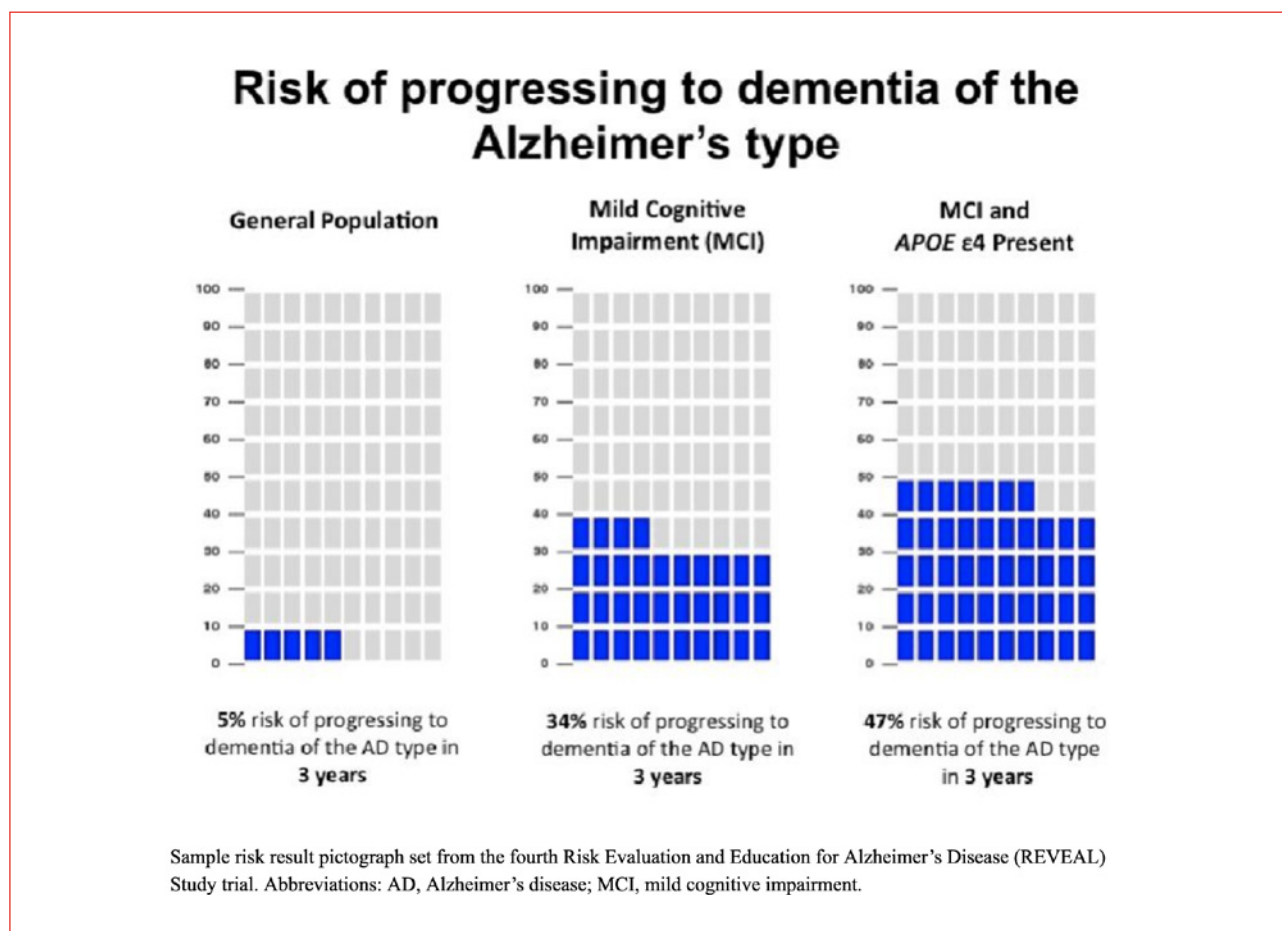 Risk of progressing to dementia of the
Alzheimer’s type
General Population
100
90
80
70
60
50
40
30
20
10
0
5% risk of progressing to
dementia of the AD type in
3 years
Mild Cognitive
Impairment (MCI)
100
90
80
70
60
50
40
30
20
10
0
34% risk of progressing to
dementia of the AD type in
3 years
MCI and
APOE ε4 Present
100
90
80
70
60
50
40
30
20
10
0
47% risk of progressing to
dementia of the AD type
in 3 years
Sample risk result pictograph set from the fourth Risk Evaluation and Education for Alzheimer’s Disease (REVEAL)
Study trial. Abbreviations: AD, Alzheimer’s disease; MCI, mild cognitive impairment.